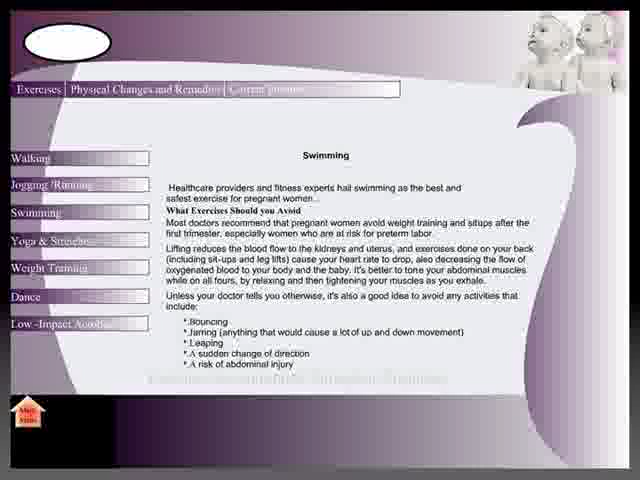 Exercises
Physical Changes and Remedies
Walking
Jogging /Running
Swimming
Yoga & Stretches
Weight Training
Dance
Low -Impact Aerobic
Swimming
Healthcare providers and fitness experts hail swimming as the best and
safest exercise for pregnant women.
What Exercises Should you Avoid
Most doctors recommend that pregnant women avoid weight training and situps after the
first trimester, especially women who are at risk for preterm labor.
Lifting reduces the blood flow to the kidneys and uterus, and exercises done on your back
(including sit-ups and leg lifts) cause your heart rate to drop, also decreasing the flow of
oxygenated blood to your body and the baby. It's better to tone your abdominal muscles
while on all fours, by relaxing and then tightening your muscles as you exhale.
Unless your doctor tells you otherwise, it's also a good idea to avoid any activities that
include:
*.Bouncing
*.Jarring (anything that would cause a lot of up and down movement)
*.Leaping
*.A sudden change of direction
*.A risk of abdominal injury
Main
Menu